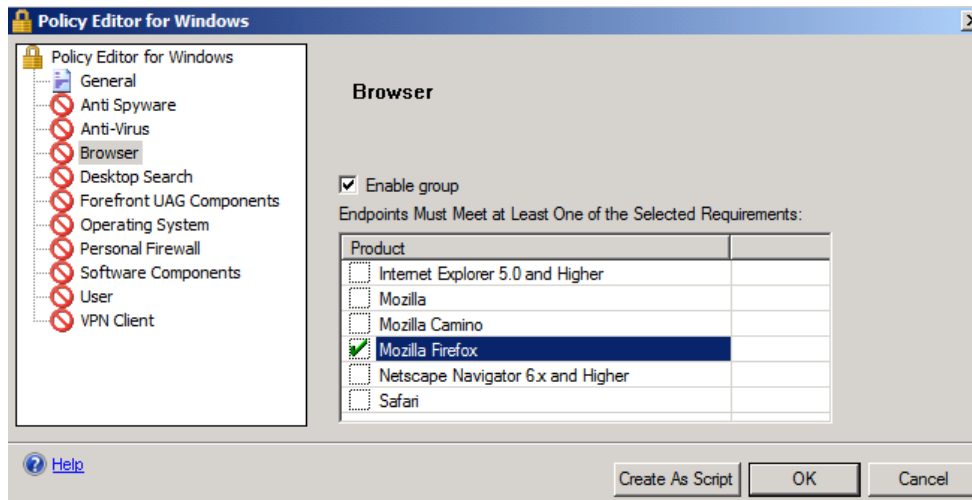 Policy Editor for Windows
Policy Editor for Windows
General
Anti Spyware
Anti-Virus
Browser
Desktop Search
Forefront UAG Components
Operating System
Personal Firewall
Software Components
User
VPN Client
Browser
Enable group
Endpoints Must Meet at Least One of the Selected Requirements:
Product
Internet Explorer 5.0 and Higher
Mozilla
Mozilla Camino
Mozilla Firefox
Netscape Navigator 6.x and Higher
Safari
Help
Create As Script
OK
Cancel